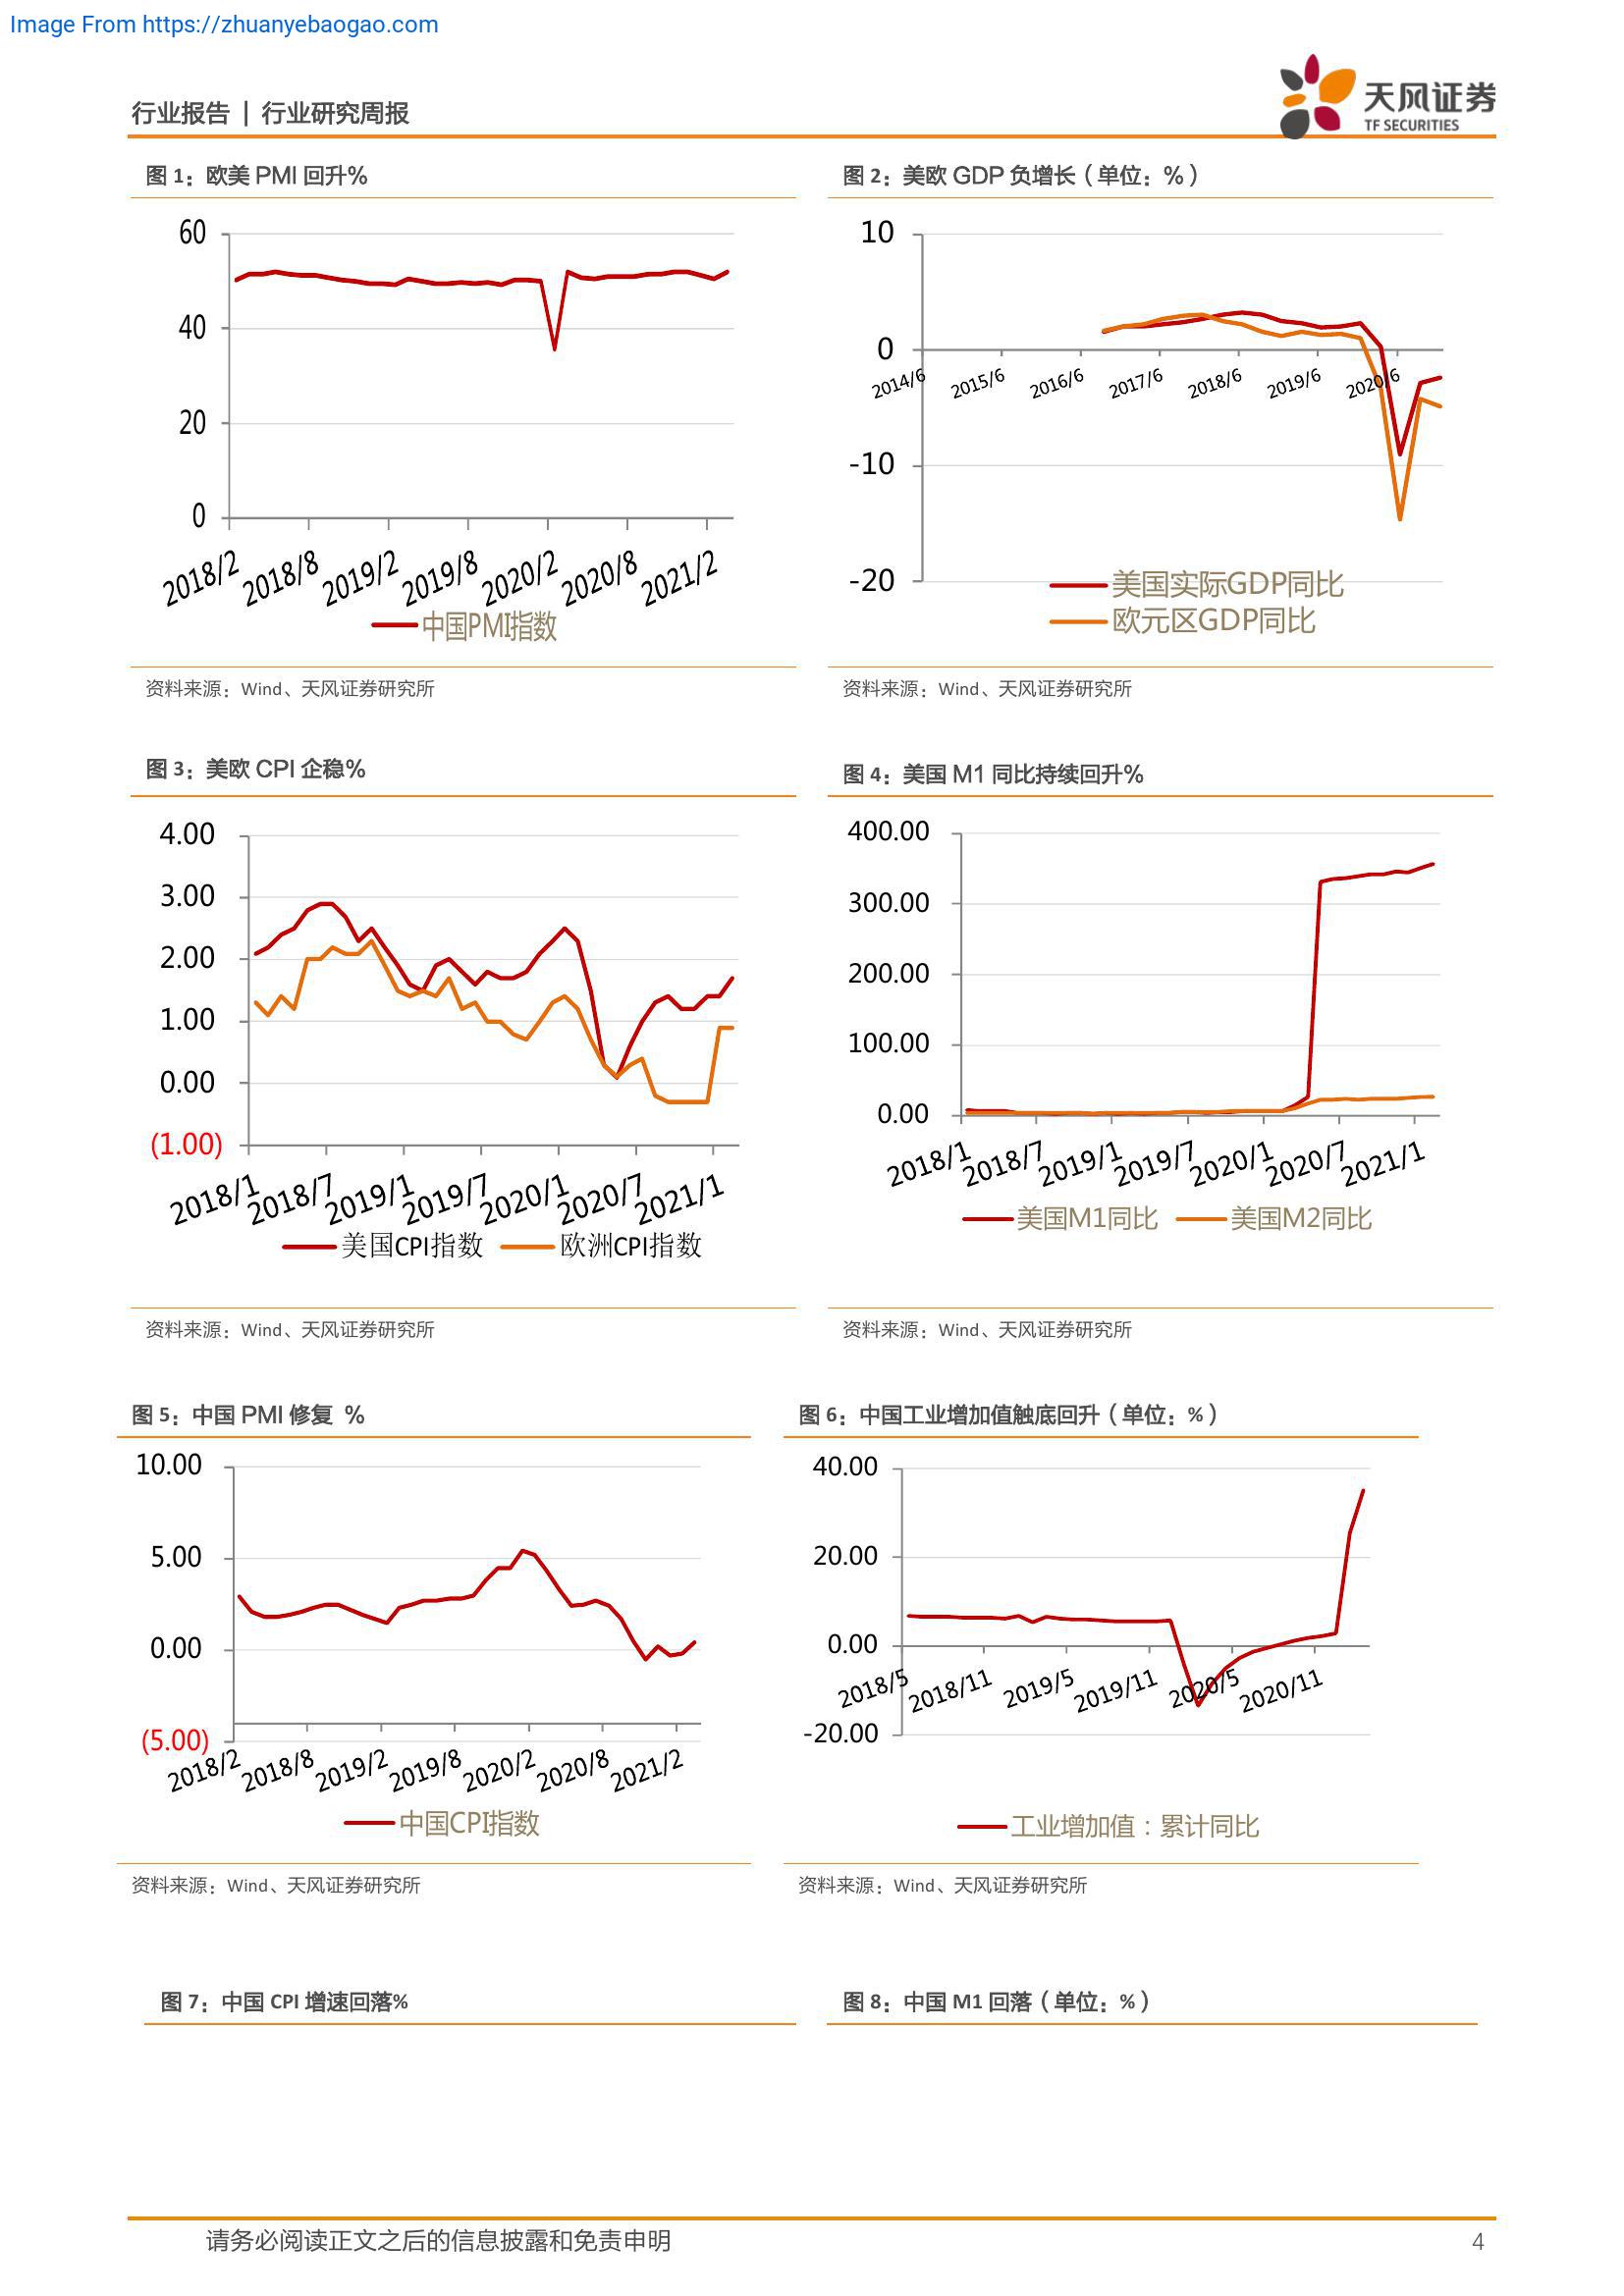 Image From https://zhuanyebaogao.com
行业报告 | 行业研究周报
天风证券
TF SECURITIES
图 1：欧美 PMI 回升%
60
40
20
0
2018/2 2018/8 2019/2 2019/8 2020/2 2020/8 2021/2
中国PMI指数
资料来源：Wind、天风证券研究所
图 2：美欧 GDP 负增长（单位：%）
10
0
2014/6 2015/6 2016/6 2017/6 2018/6 2019/6 2020/6
-10
-20
美国实际GDP同比
欧元区GDP同比
资料来源：Wind、天风证券研究所
图 3：美欧 CPI 企稳%
4.00
3.00
2.00
1.00
0.00
(1.00)
2018/1 2018/7 2019/1 2019/7 2020/1 2020/7 2021/1
美国CPI指数 欧洲CPI指数
资料来源：Wind、天风证券研究所
图 4：美国 M1 同比持续回升%
400.00
300.00
200.00
100.00
0.00
2018/1 2018/7 2019/1 2019/7 2020/1 2020/7 2021/1
美国M1同比 美国M2同比
资料来源：Wind、天风证券研究所
图 5：中国 PMI 修复 %
10.00
5.00
0.00
(5.00)
2018/2 2018/8 2019/2 2019/8 2020/2 2020/8 2021/2
中国CPI指数
资料来源：Wind、天风证券研究所
图 6：中国工业增加值触底回升（单位：%）
40.00
20.00
0.00
2018/5 2018/11 2019/5 2019/11 2020/5 2020/11
-20.00
工业增加值：累计同比
资料来源：Wind、天风证券研究所
图 7：中国 CPI 增速回落%
图 8：中国 M1 回落（单位：%）
请务必阅读正文之后的信息披露和免责申明
4